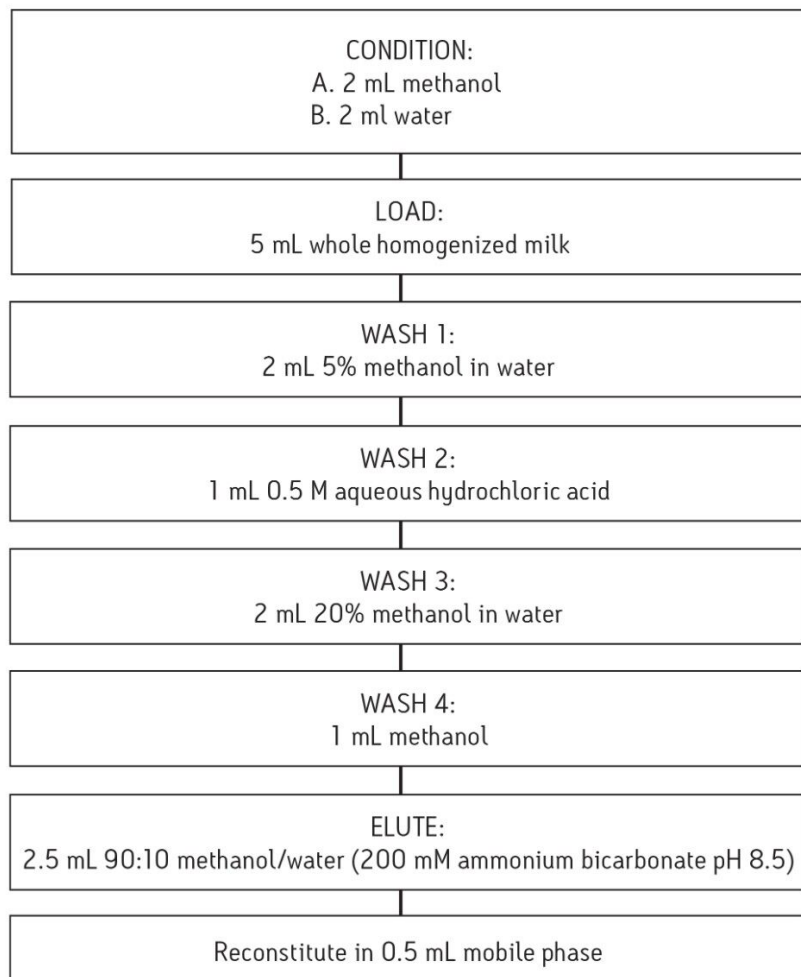 CONDITION:
A. 2 mL methanol
B. 2 ml water
LOAD:
5 mL whole homogenized milk
WASH 1:
2 mL 5% methanol in water
WASH 2:
1 mL 0.5 M aqueous hydrochloric acid
WASH 3:
2 mL 20% methanol in water
WASH 4:
1 mL methanol
ELUTE:
2.5 mL 90:10 methanol/water (200 mM ammonium bicarbonate pH 8.5)
Reconstitute in 0.5 mL mobile phase